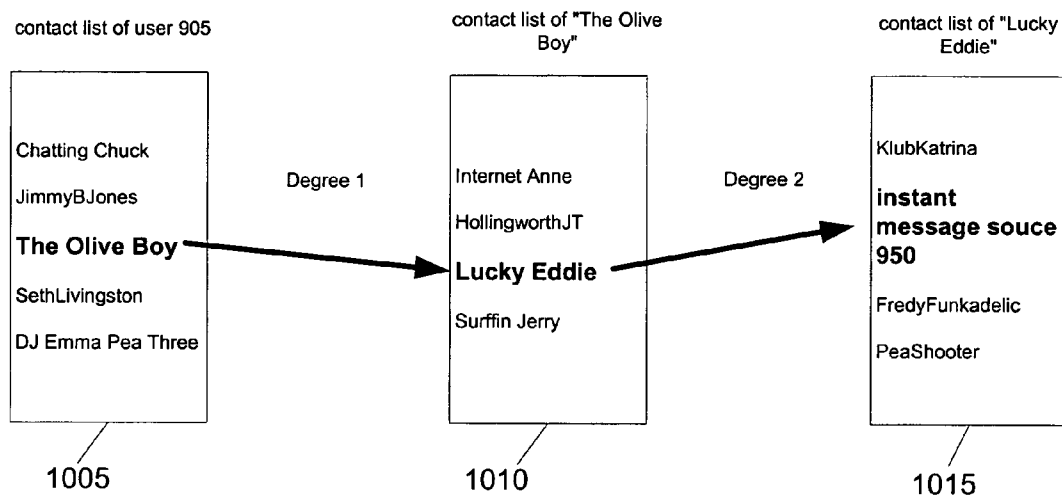 contact list of user 905
Chatting Chuck
JimmyBJones
The Olive Boy
SethLivingston
DJ Emma Pea Three
1005
Degree 1
contact list of "The Olive
Boy"
Internet Anne
HollingworthJT
Lucky Eddie
Surffin Jerry
1010
Degree 2
contact list of "Lucky
Eddie"
KlubKatrina
instant
message souce
950
FredyFunkadelic
PeaShooter
1015